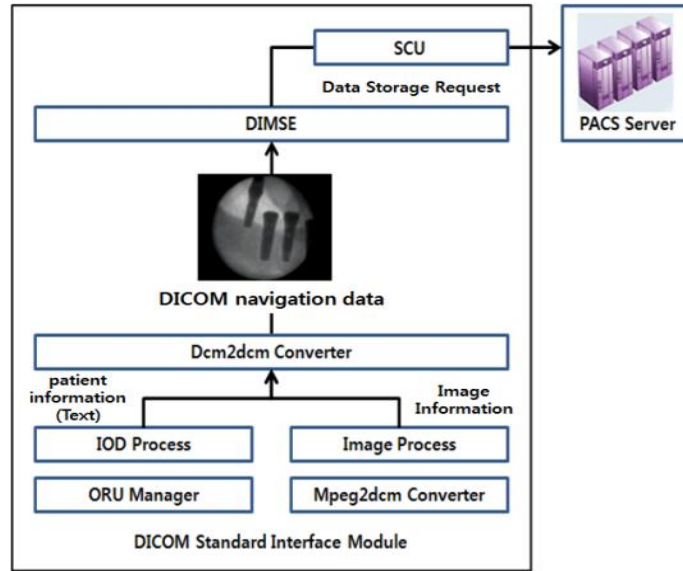 SCU
Data Storage Request
PACS Server
DIMSE
DICOM navigation data
Dcm2dcm Converter
patient
information
(Text)
Image
Information
IOD Process
Image Process
ORU Manager
Mpeg2dcm Converter
DICOM Standard Interface Module